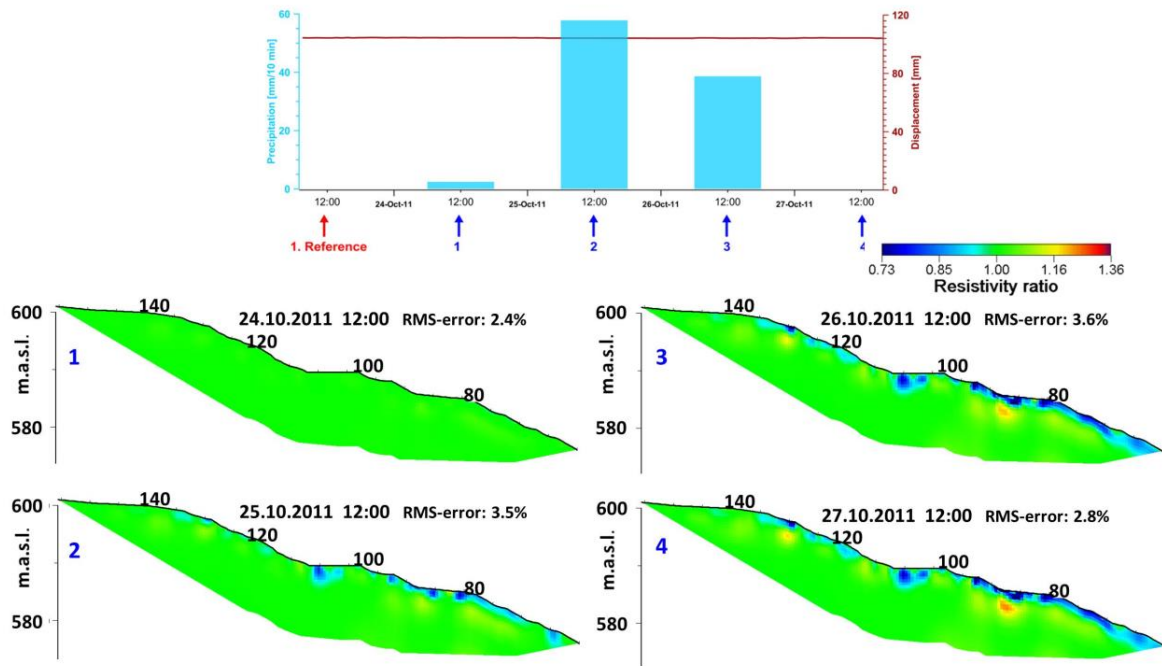 60
40
20
0
Precipitation [mm/10 min]
120
80
40
0
Displacement [mm]
12:00 24-Oct-11 12:00 25-Oct-11 12:00 26-Oct-11 12:00 27-Oct-11 12:00
1. Reference 1 2 3 4
0.73 0.85 1.00 1.16 1.36
Resistivity ratio
600
580
m.a.s.l.
1
140
120
100
80
24.10.2011 12:00 RMS-error: 2.4%
600
580
m.a.s.l.
3
140
120
100
80
26.10.2011 12:00 RMS-error: 3.6%
600
580
m.a.s.l.
2
140
120
100
80
25.10.2011 12:00 RMS-error: 3.5%
600
580
m.a.s.l.
4
140
120
100
80
27.10.2011 12:00 RMS-error: 2.8%